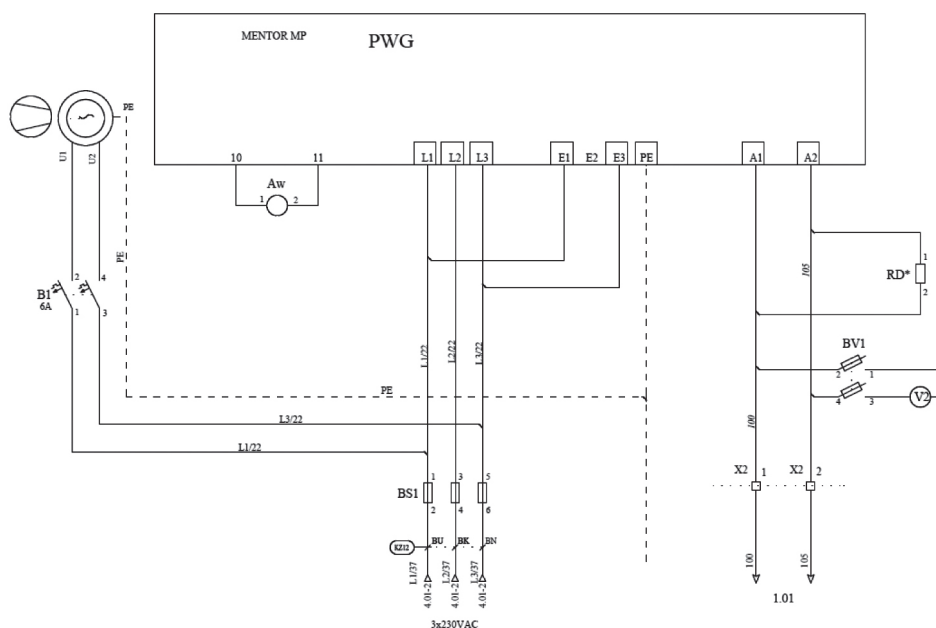 MENTOR MP PWG
PE
U1 U2
10 11 L1 L2 L3 E1 E2 E3 PE A1 A2
Aw
1 2
PE
105
1
RD*
2
2 4
B1
6A
1 3
L1/22 L2/22 L3/22
BV1
2 1
PE
4 3 V2
L3/22
100
L1/22
X2 1 X2 2
1 3 5
BS1
2 4 6
KZ12 BU BK BN
L1/37 L2/37 L3/37
4.01-2 4.01-2 4.01-2
100 105
1.01
3x230VAC